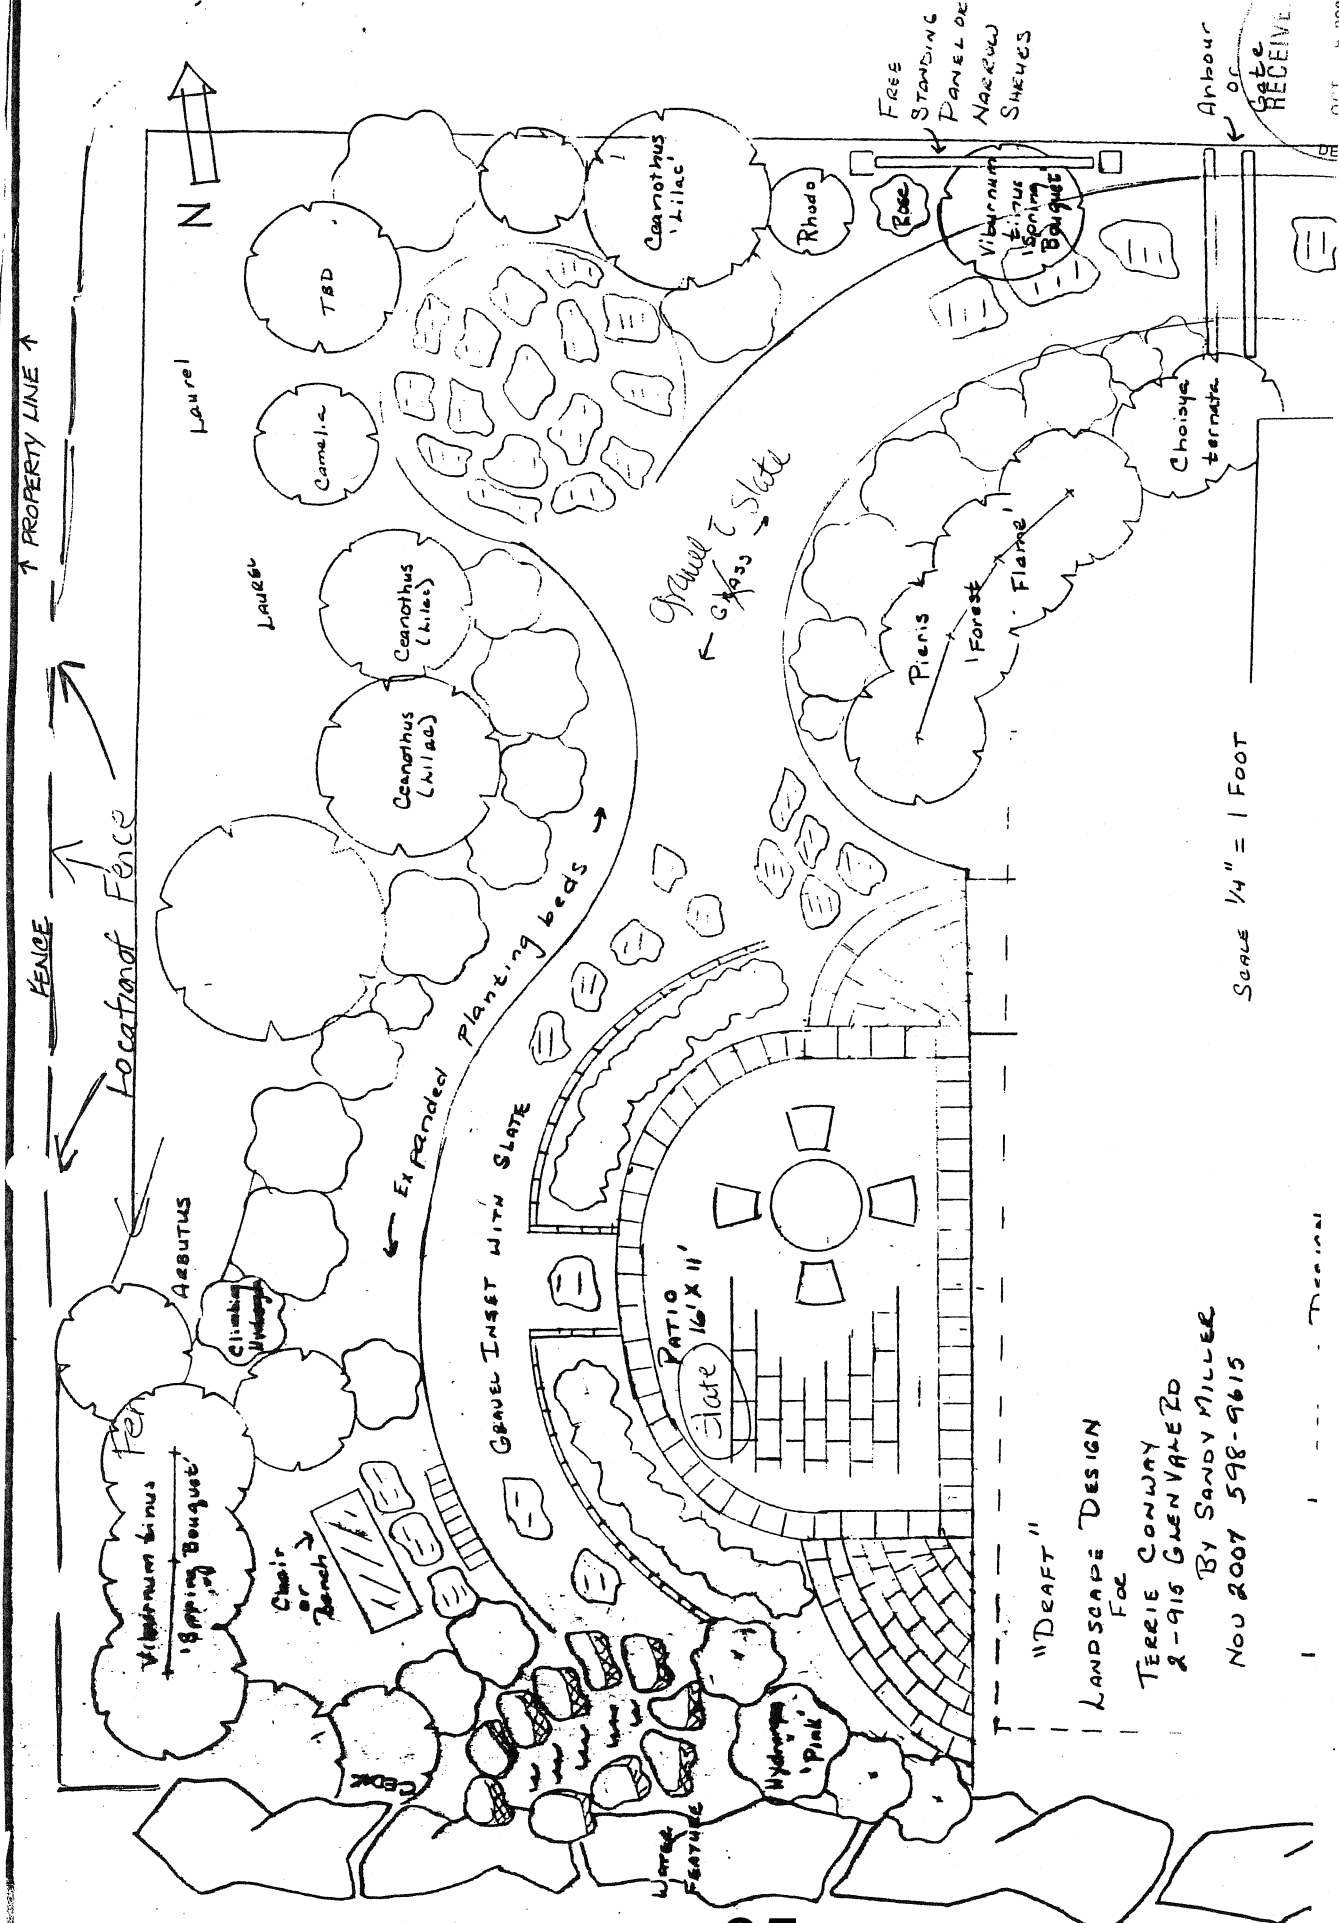 ↑ PROPERTY LINE ↑
FENCE
Location of Fence
N
Laurel
LAUREL
TBD
Camelia
Ceanothus
'Lilac'
Rhodo
Rose
Viburnum
tinus
'Spring
Bouquet'
FREE
STANDING
PANEL OR
NARROW
SHELVES
Arbour
or
Gate
RECEIVE
Choisya
ternata
Pieris
'Forest
Flame'
Gravel c Slate
← GRASS →
Ceanothus
(Lilac)
Ceanothus
(Lilac)
← Expanded Planting beds →
ARBUTUS
Climbing
Hydrangea
Fe
Viburnum tinus
'Spring Bouquet'
Chair
or
Bench
GRAVEL INSET WITH SLATE
PATIO
16' X 11'
Slate
CEDAR
WATER
FEATURE
Hydrangea
'Pink'
SCALE 1/4" = 1 FOOT
"DRAFT"
LANDSCAPE DESIGN
FOR
TERRIE CONWAY
2-915 GLENVALE RD
BY SANDY MILLER
NOV 2007 598-9615